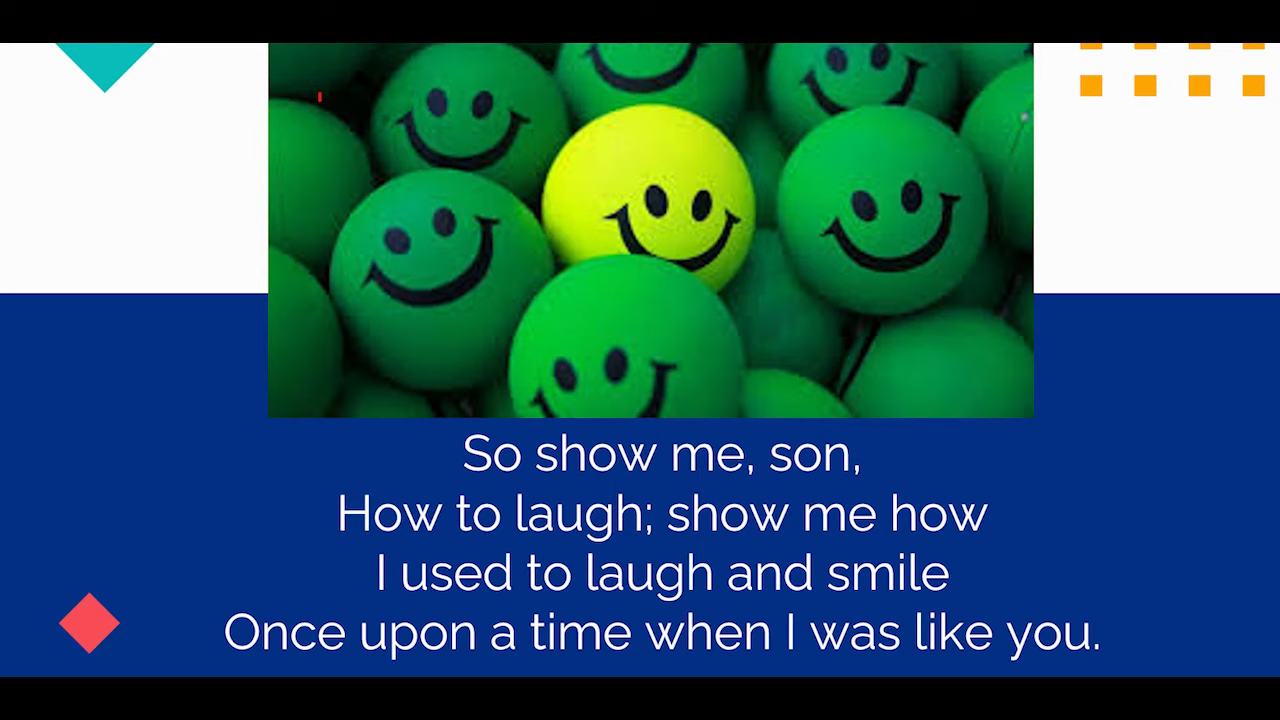 So show me, son,
How to laugh; show me how
I used to laugh and smile
Once upon a time when I was like you.